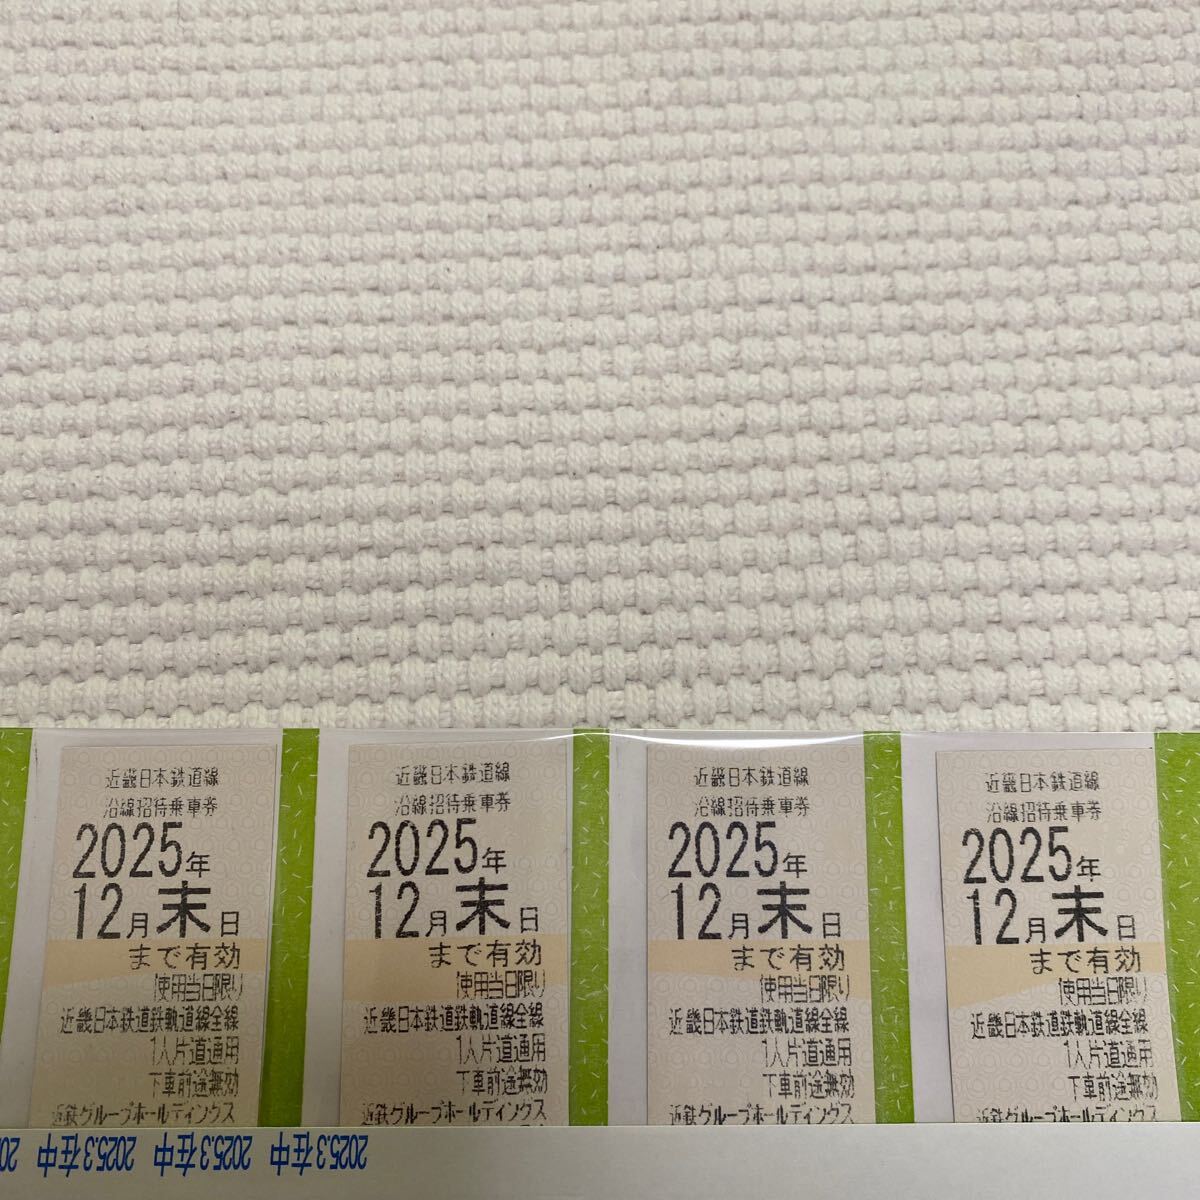 近畿日本鉄道線
沿線招待乗車券
2025年
12月末日
まで有効
使用当日限り
近畿日本鉄道鉄軌道線全線
1人片道通用
下車前途無効
近鉄グループホールディングス
近畿日本鉄道線
沿線招待乗車券
2025年
12月末日
まで有効
使用当日限り
近畿日本鉄道鉄軌道線全線
1人片道通用
下車前途無効
近鉄グループホールディングス
近畿日本鉄道線
沿線招待乗車券
2025年
12月末日
まで有効
使用当日限り
近畿日本鉄道鉄軌道線全線
1人片道通用
下車前途無効
近鉄グループホールディングス
近畿日本鉄道線
沿線招待乗車券
2025年
12月末日
まで有効
使用当日限り
近畿日本鉄道鉄軌道線全線
1人片道通用
下車前途無効
近鉄グループホールディングス
2025.3在中 2025.3在中 2025.3在中